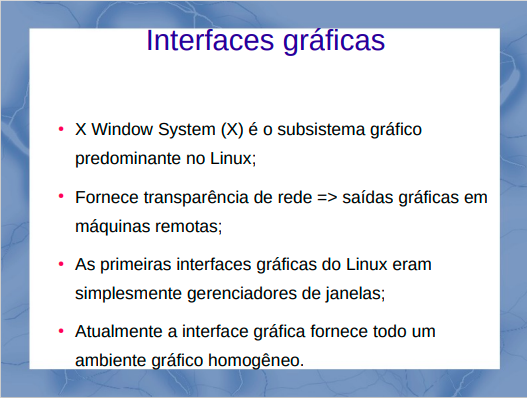 Interfaces gráficas
• X Window System (X) é o subsistema gráfico
predominante no Linux;
• Fornece transparência de rede => saídas gráficas em
máquinas remotas;
• As primeiras interfaces gráficas do Linux eram
simplesmente gerenciadores de janelas;
• Atualmente a interface gráfica fornece todo um
ambiente gráfico homogêneo.